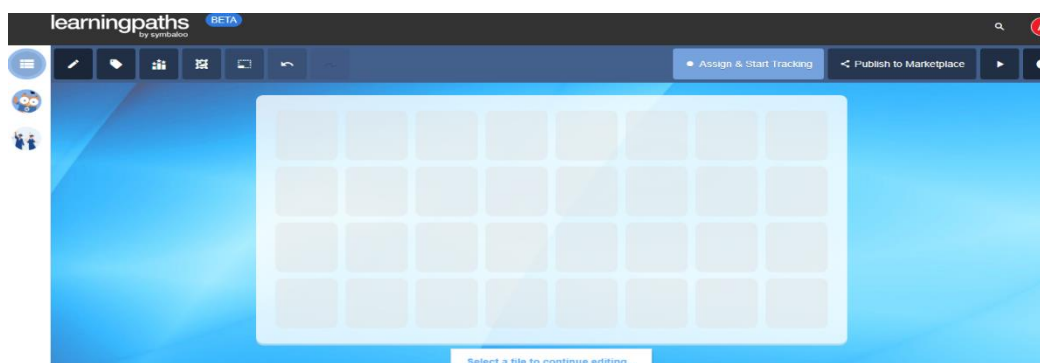 learningpaths
BETA
by symbaloo
Assign & Start Tracking
Publish to Marketplace
Select a tile to continue editing